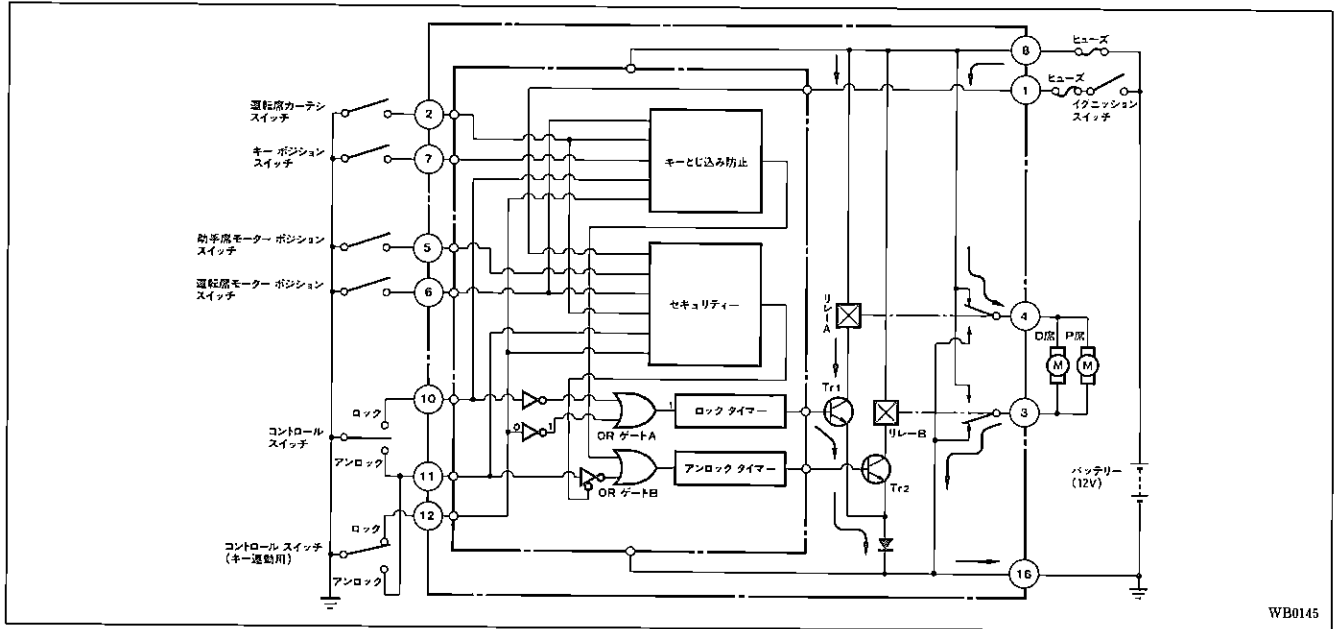 ヒューズ
8
ヒューズ
1
イグニッション
スイッチ
運転席カーテシ
スイッチ
2
キー ポジション
スイッチ
7
キーとじ込み防止
助手席モーター ポジション
スイッチ
5
運転席モーター ポジション
スイッチ
6
セキュリティー
リレーA
4
D席 P席
M M
Tr1
10
ロック
コントロール
スイッチ
アンロック
11
0 1
1
OR ゲートA
ロック タイマー
リレーB
3
OR ゲートB
アンロック タイマー
Tr2
バッテリー
(12V)
12
ロック
コントロール スイッチ
(キー連動用)
アンロック
16
WB0145